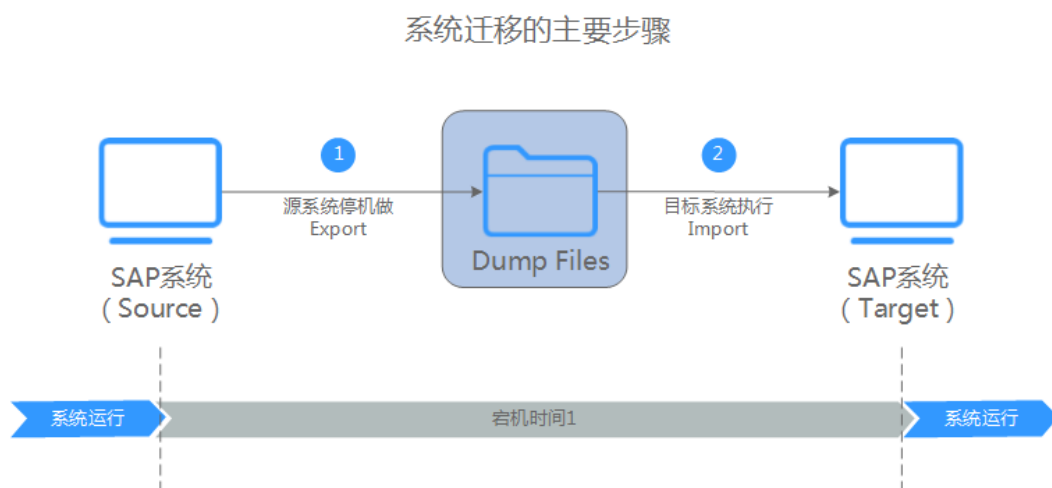 系统迁移的主要步骤
1
2
源系统停机做
Export
目标系统执行
Import
Dump Files
SAP系统
（Source）
SAP系统
（Target）
系统运行
宕机时间1
系统运行